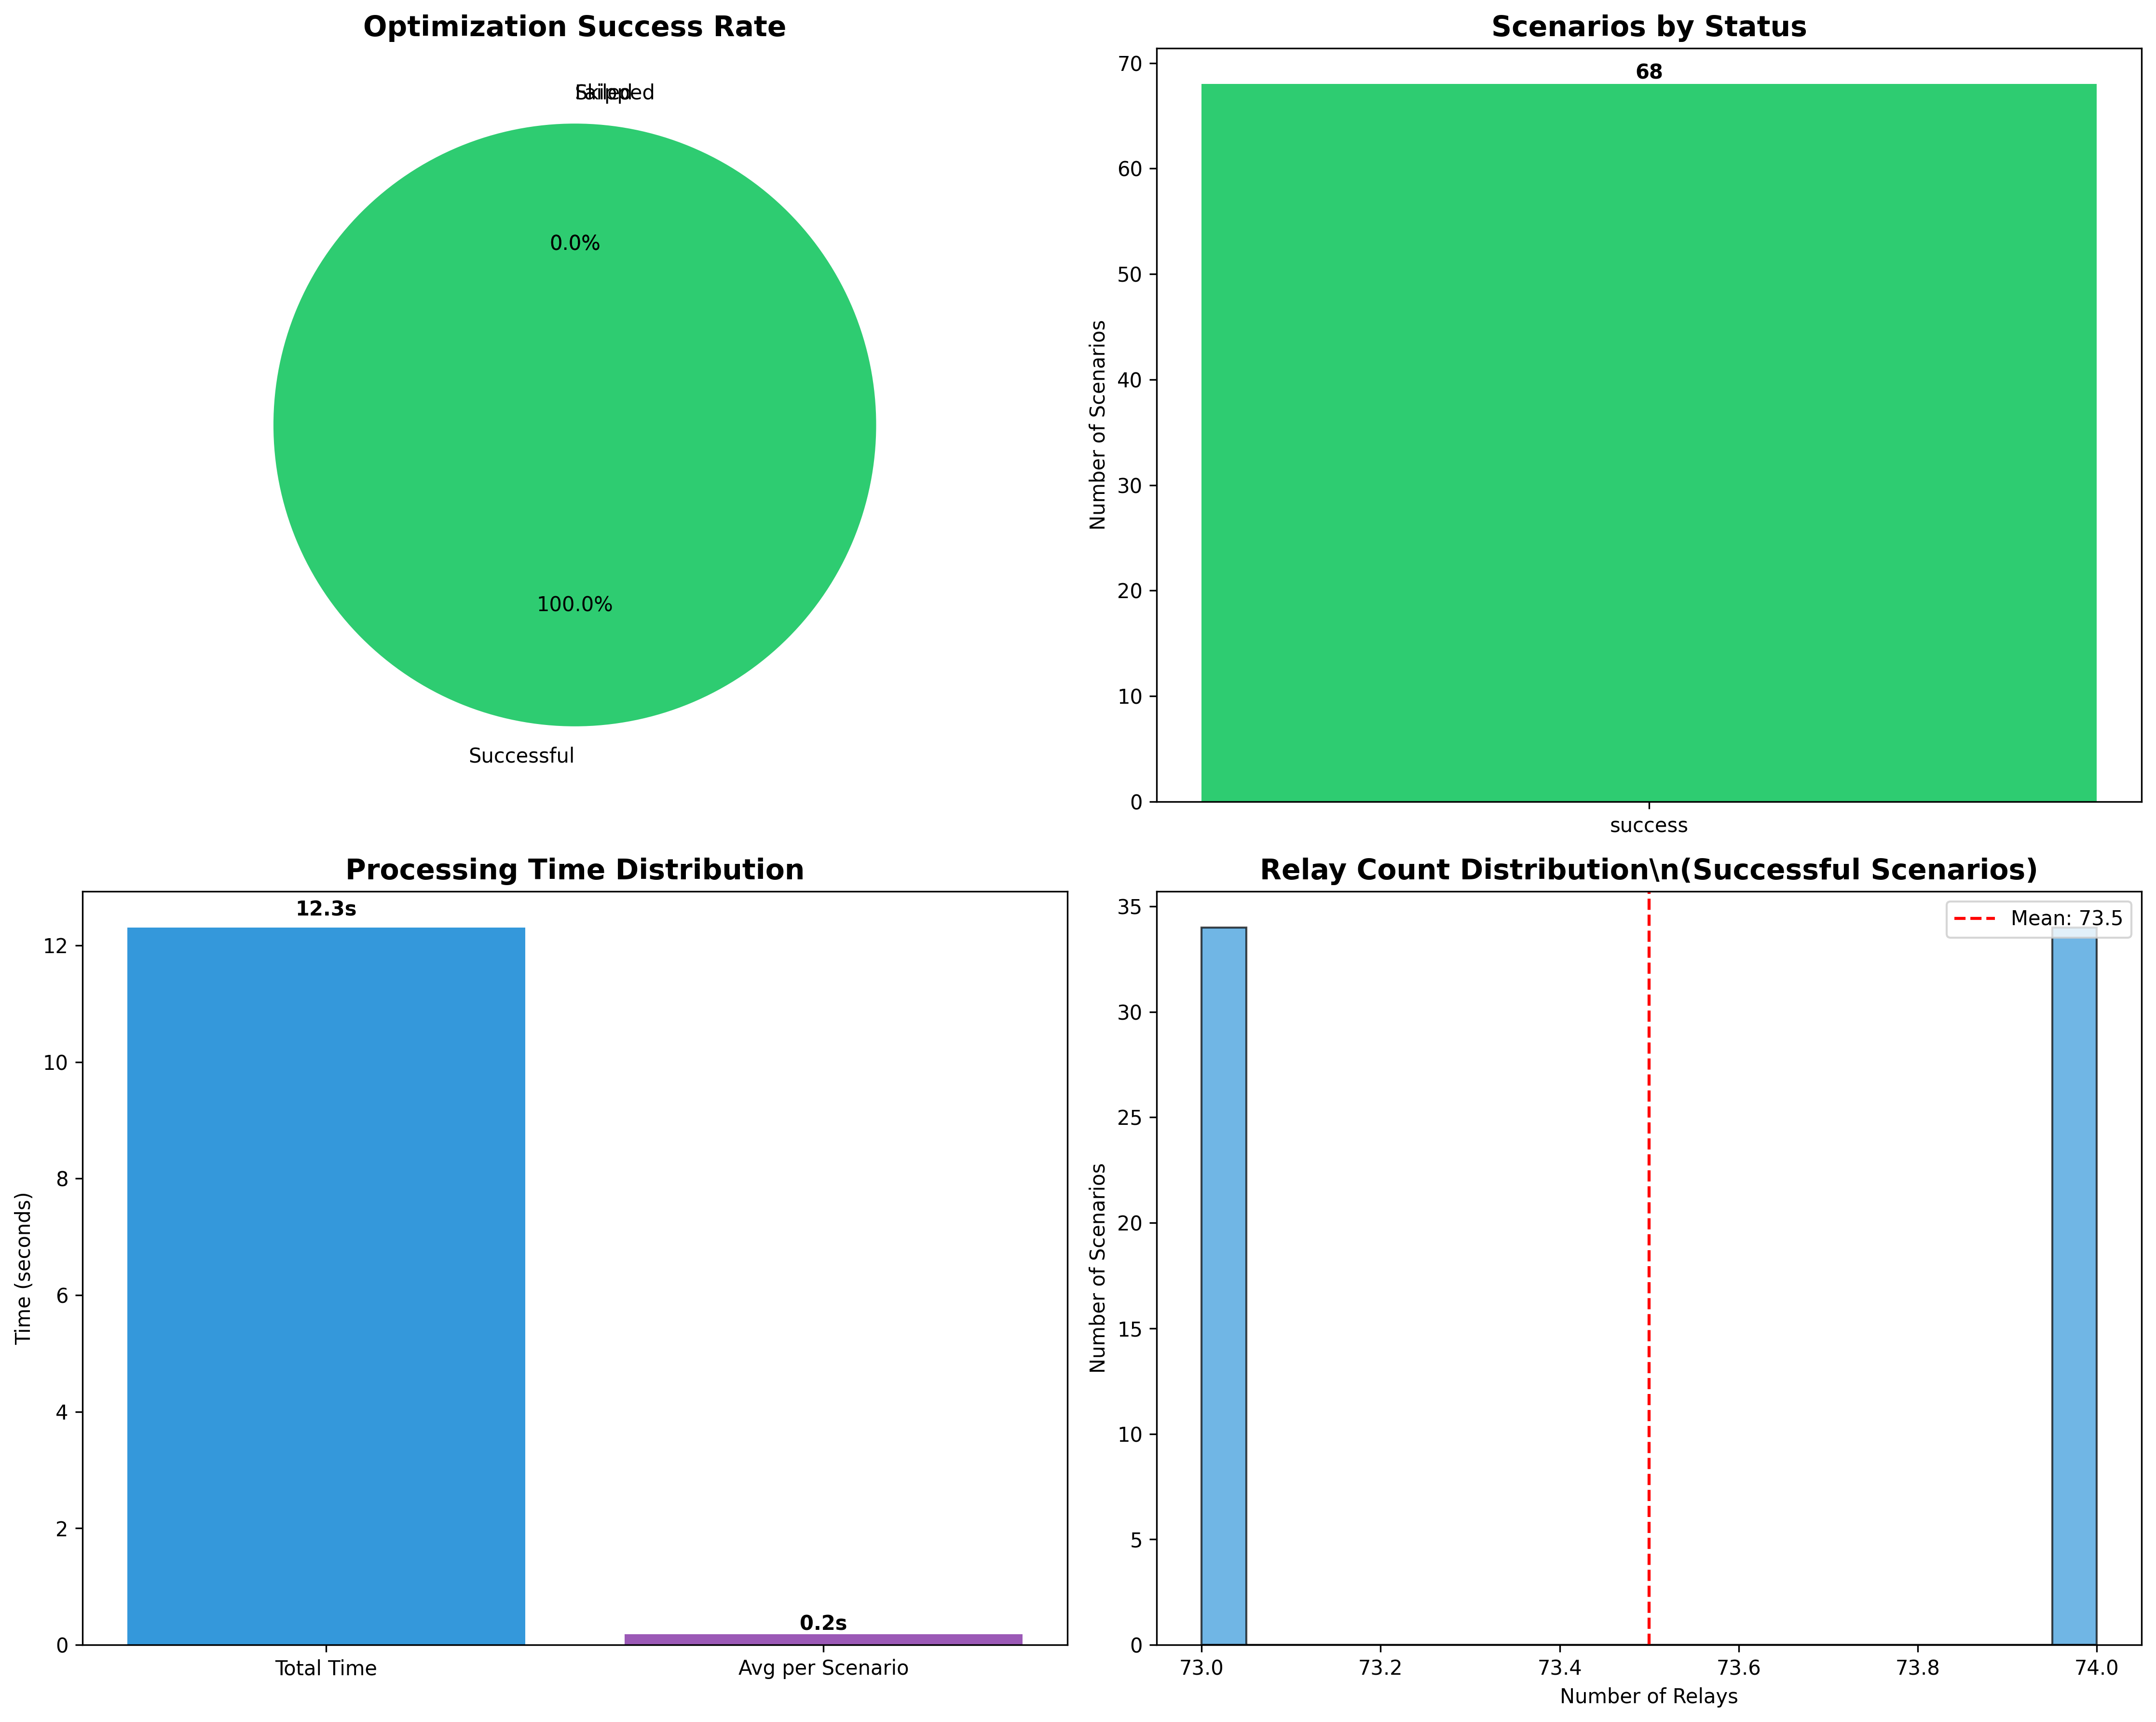 Optimization Success Rate
Failed
Skipped
0.0%
100.0%
Successful
Scenarios by Status
70
60
50
40
30
20
10
0
Number of Scenarios
68
success
Processing Time Distribution
12
10
8
6
4
2
0
Time (seconds)
12.3s
0.2s
Total Time
Avg per Scenario
Relay Count Distribution\n(Successful Scenarios)
35
30
25
20
15
10
5
0
Number of Scenarios
Mean: 73.5
73.0
73.2
73.4
73.6
73.8
74.0
Number of Relays